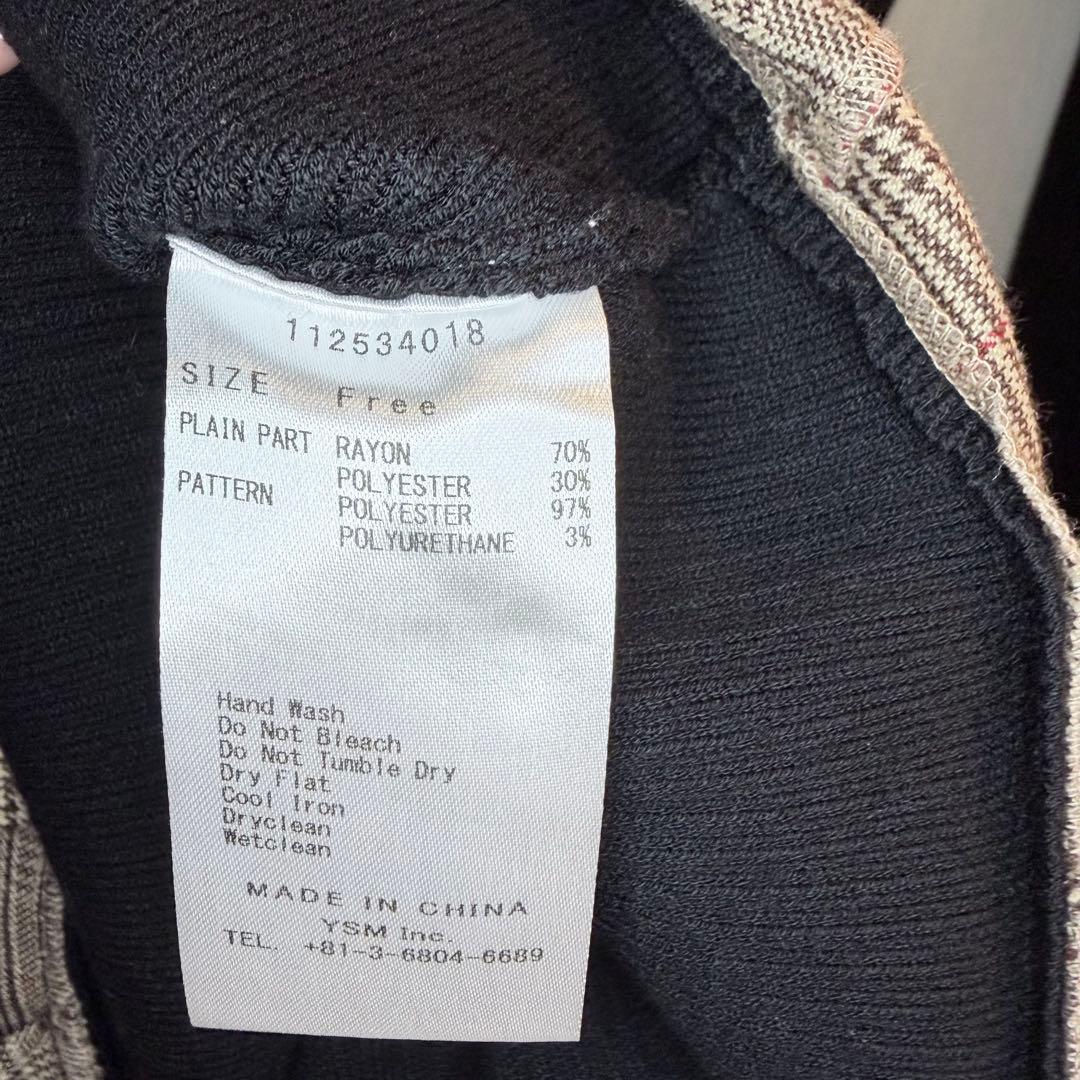 112534018
SIZE Free
PLAIN PART RAYON 70%
POLYESTER 30%
PATTERN POLYESTER 97%
POLYURETHANE 3%
Hand Wash
Do Not Bleach
Do Not Tumble Dry
Dry Flat
Cool Iron
Dryclean
Wetclean
MADE IN CHINA
YSM Inc.
TEL. +81-3-6804-6689